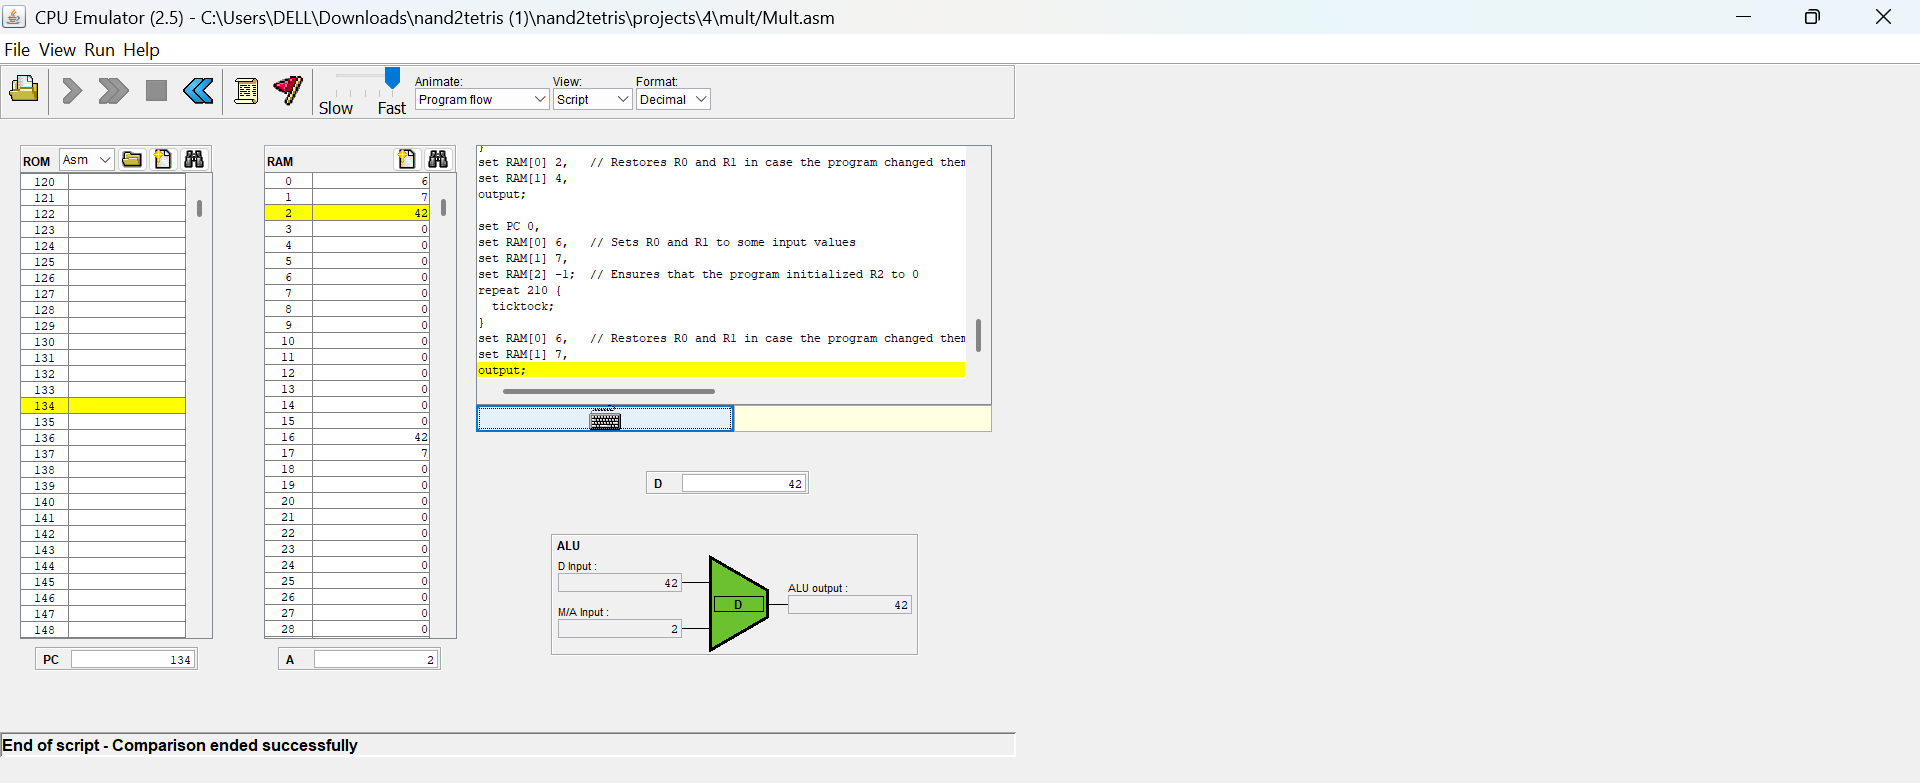 CPU Emulator (2.5) - C:\Users\DELL\Downloads\nand2tetris (1)\nand2tetris\projects\4\mult/Mult.asm
File View Run Help
Slow Fast
Animate:
Program flow
View:
Script
Format:
Decimal
ROM Asm
120
121
122
123
124
125
126
127
128
129
130
131
132
133
134
135
136
137
138
139
140
141
142
143
144
145
146
147
148
PC 134
RAM
0 6
1 7
2 42
3 0
4 0
5 0
6 0
7 0
8 0
9 0
10 0
11 0
12 0
13 0
14 0
15 0
16 42
17 7
18 0
19 0
20 0
21 0
22 0
23 0
24 0
25 0
26 0
27 0
28 0
A 2
}
set RAM[0] 2,   // Restores R0 and R1 in case the program changed them
set RAM[1] 4,
output;
set PC 0,
set RAM[0] 6,   // Sets R0 and R1 to some input values
set RAM[1] 7,
set RAM[2] -1;  // Ensures that the program initialized R2 to 0
repeat 210 {
  ticktock;
}
set RAM[0] 6,   // Restores R0 and R1 in case the program changed them
set RAM[1] 7,
output;
D 42
ALU
D Input :
42
M/A Input :
2
D
ALU output :
42
End of script - Comparison ended successfully